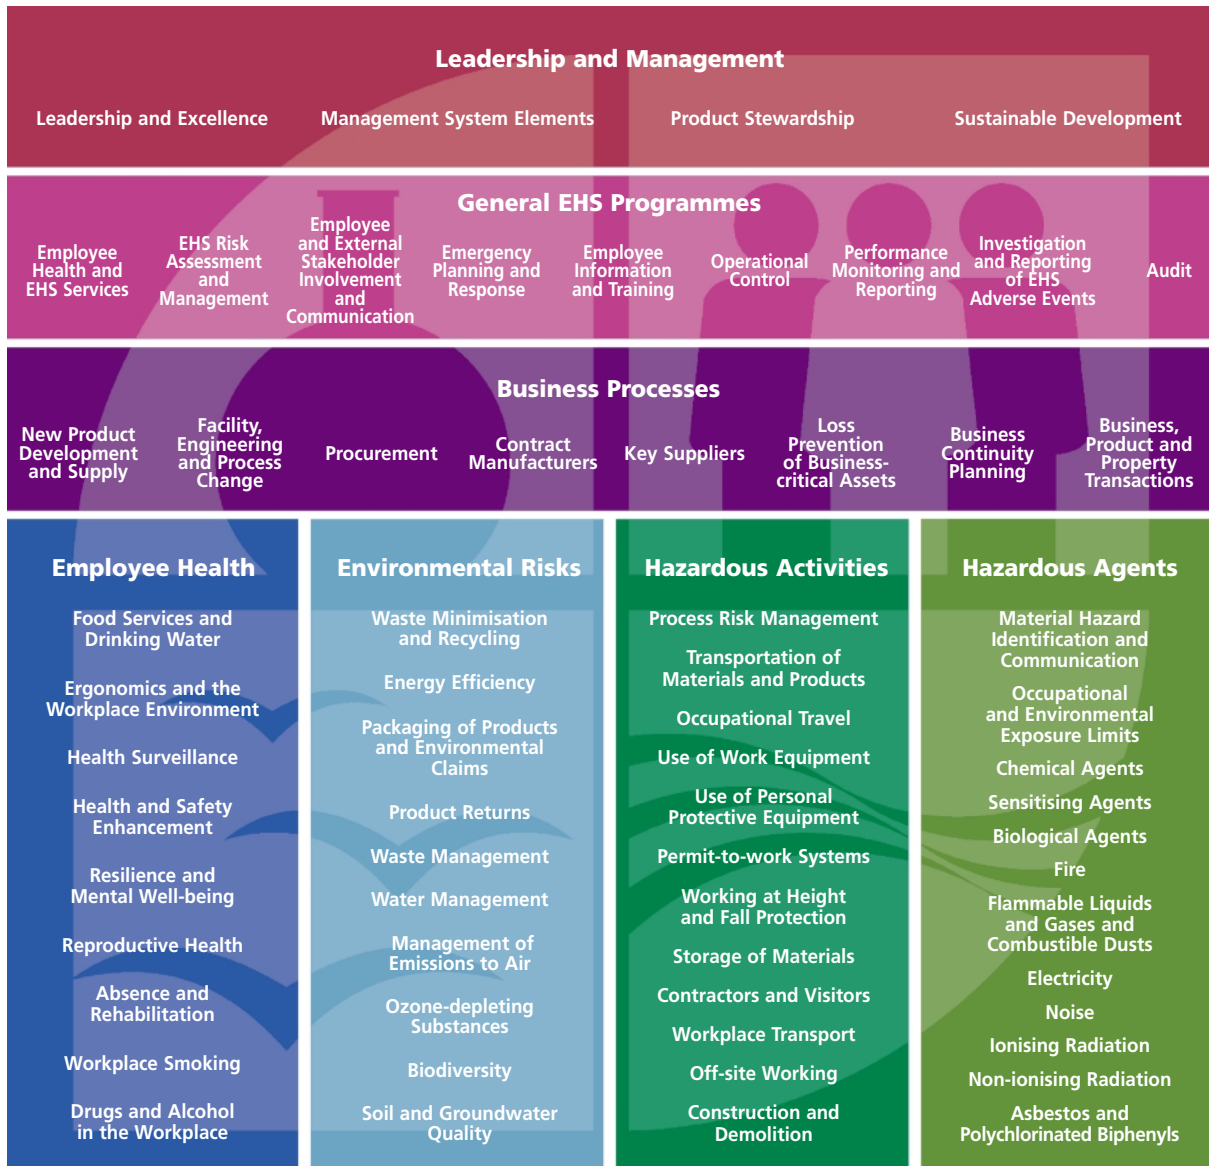 Leadership and Management
Leadership and Excellence
Management System Elements
Product Stewardship
Sustainable Development
General EHS Programmes
Employee
Health and
EHS Services
EHS Risk
Assessment
and
Management
Employee
and External
Stakeholder
Involvement
and
Communication
Emergency
Planning and
Response
Employee
Information
and Training
Operational
Control
Performance
Monitoring and
Reporting
Investigation
and Reporting
of EHS
Adverse Events
Audit
Business Processes
New Product
Development
and Supply
Facility,
Engineering
and Process
Change
Procurement
Contract
Manufacturers
Key Suppliers
Loss
Prevention
of Business-
critical Assets
Business
Continuity
Planning
Business,
Product and
Property
Transactions
Employee Health
Food Services and
Drinking Water
Ergonomics and the
Workplace Environment
Health Surveillance
Health and Safety
Enhancement
Resilience and
Mental Well-being
Reproductive Health
Absence and
Rehabilitation
Workplace Smoking
Drugs and Alcohol
in the Workplace
Environmental Risks
Waste Minimisation
and Recycling
Energy Efficiency
Packaging of Products
and Environmental
Claims
Product Returns
Waste Management
Water Management
Management of
Emissions to Air
Ozone-depleting
Substances
Biodiversity
Soil and Groundwater
Quality
Hazardous Activities
Process Risk Management
Transportation of
Materials and Products
Occupational Travel
Use of Work Equipment
Use of Personal
Protective Equipment
Permit-to-work Systems
Working at Height
and Fall Protection
Storage of Materials
Contractors and Visitors
Workplace Transport
Off-site Working
Construction and
Demolition
Hazardous Agents
Material Hazard
Identification and
Communication
Occupational
and Environmental
Exposure Limits
Chemical Agents
Sensitising Agents
Biological Agents
Fire
Flammable Liquids
and Gases and
Combustible Dusts
Electricity
Noise
Ionising Radiation
Non-ionising Radiation
Asbestos and
Polychlorinated Biphenyls